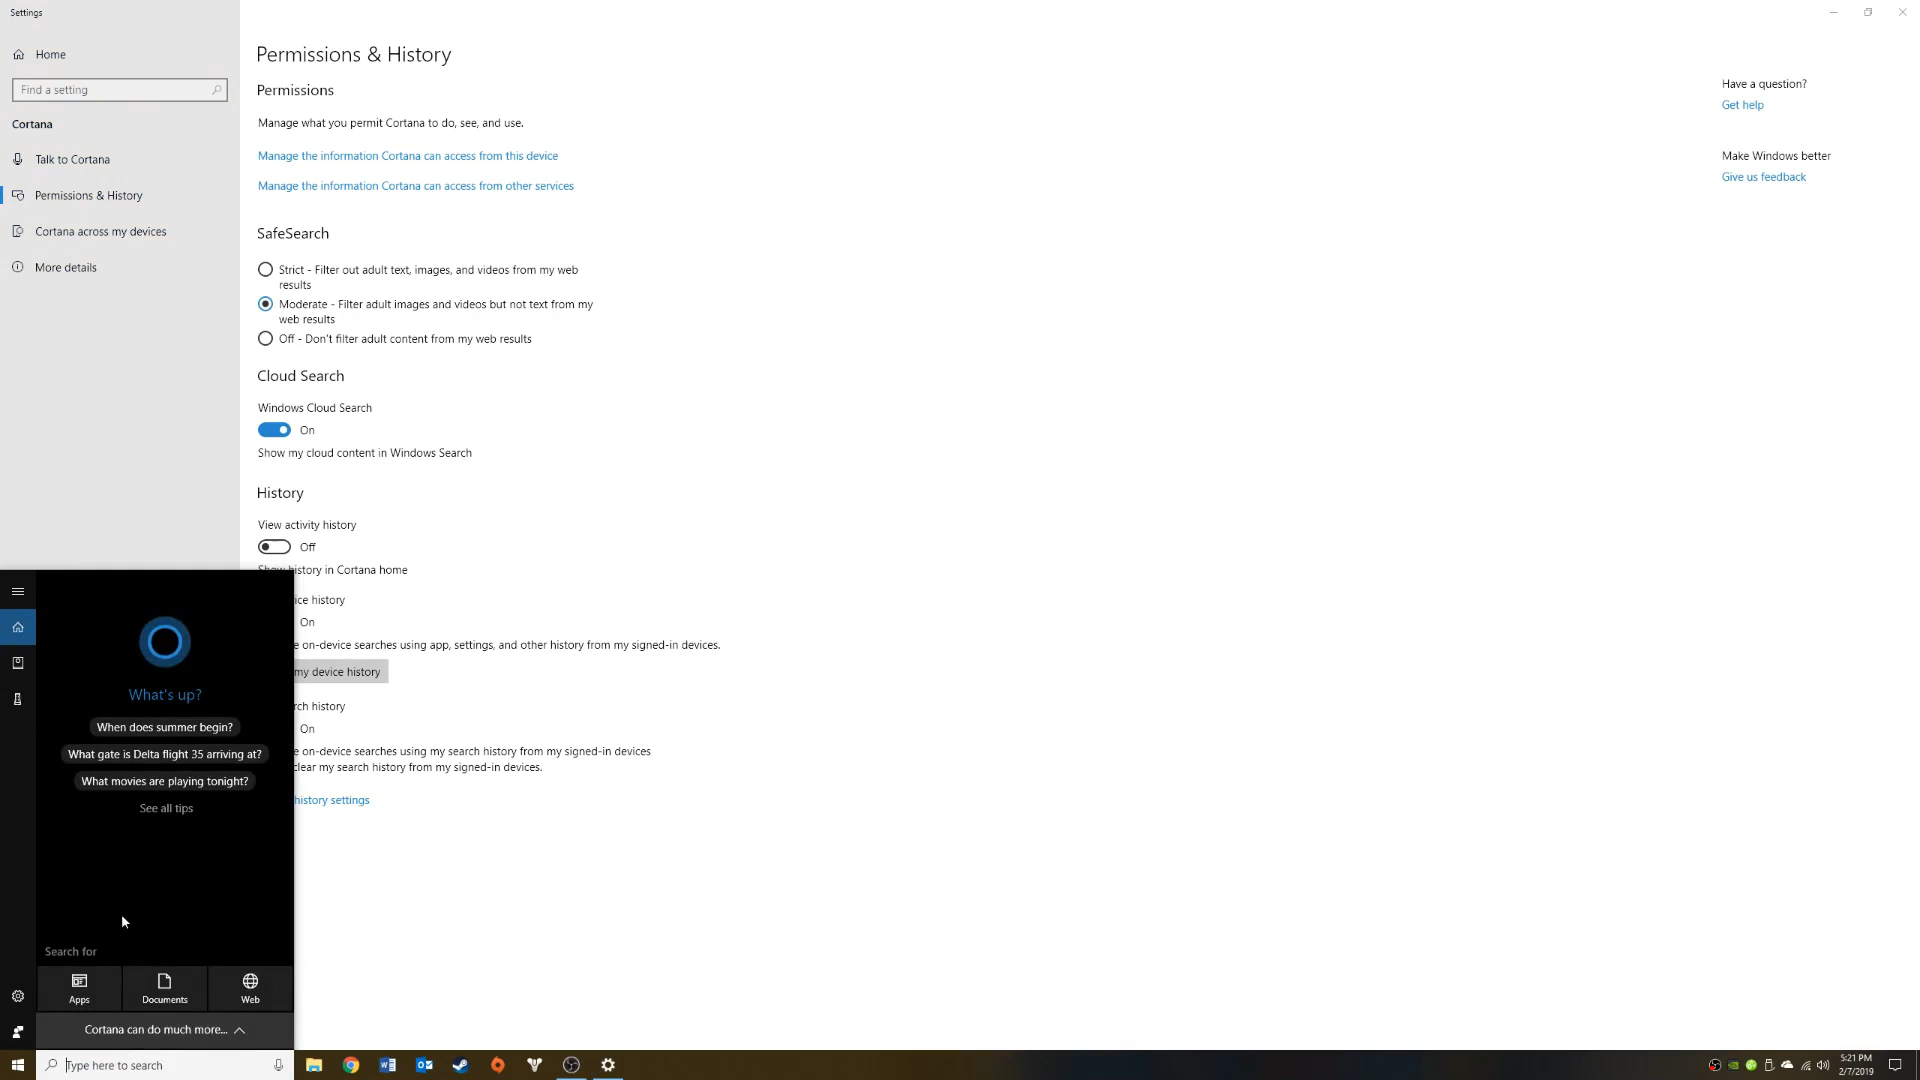 Settings
Home
Find a setting
Cortana
Talk to Cortana
Permissions & History
Cortana across my devices
More details
Permissions & History
Permissions
Manage what you permit Cortana to do, see, and use.
Manage the information Cortana can access from this device
Manage the information Cortana can access from other services
SafeSearch
Strict - Filter out adult text, images, and videos from my web
results
Moderate - Filter adult images and videos but not text from my
web results
Off - Don't filter adult content from my web results
Cloud Search
Windows Cloud Search
On
Show my cloud content in Windows Search
History
View activity history
Off
Show history in Cortana home
history
On
on-device searches using app, settings, and other history from my signed-in devices.
my device history
history
On
on-device searches using my search history from my signed-in devices
clear my search history from my signed-in devices.
history settings
Have a question?
Get help
Make Windows better
Give us feedback
What's up?
When does summer begin?
What gate is Delta flight 35 arriving at?
What movies are playing tonight?
See all tips
Search for
Apps
Documents
Web
Cortana can do much more...
Type here to search
5:21 PM
2/7/2019